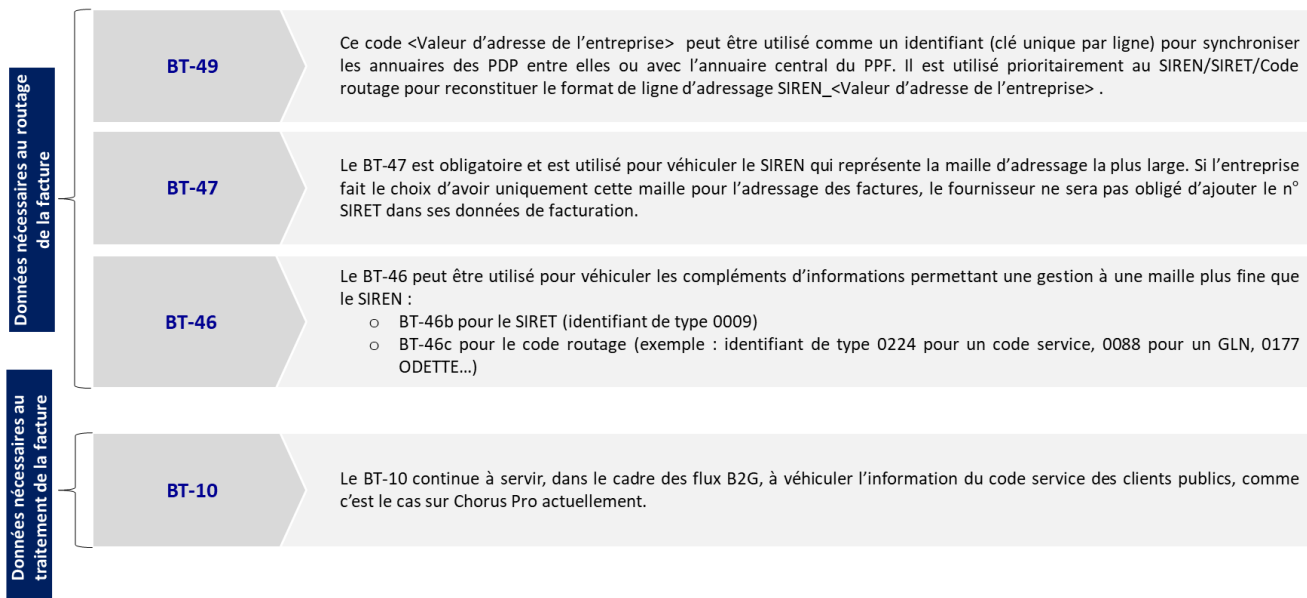 Données nécessaires au routage
de la facture
BT-49
Ce code <Valeur d’adresse de l’entreprise> peut être utilisé comme un identifiant (clé unique par ligne) pour synchroniser
les annuaires des PDP entre elles ou avec l’annuaire central du PPF. Il est utilisé prioritairement au SIREN/SIRET/Code
routage pour reconstituer le format de ligne d’adressage SIREN_<Valeur d’adresse de l’entreprise> .
BT-47
Le BT-47 est obligatoire et est utilisé pour véhiculer le SIREN qui représente la maille d’adressage la plus large. Si l’entreprise
fait le choix d’avoir uniquement cette maille pour l’adressage des factures, le fournisseur ne sera pas obligé d’ajouter le n°
SIRET dans ses données de facturation.
BT-46
Le BT-46 peut être utilisé pour véhiculer les compléments d’informations permettant une gestion à une maille plus fine que
le SIREN :
o BT-46b pour le SIRET (identifiant de type 0009)
o BT-46c pour le code routage (exemple : identifiant de type 0224 pour un code service, 0088 pour un GLN, 0177
ODETTE…)
Données nécessaires au
traitement de la facture
BT-10
Le BT-10 continue à servir, dans le cadre des flux B2G, à véhiculer l’information du code service des clients publics, comme
c’est le cas sur Chorus Pro actuellement.